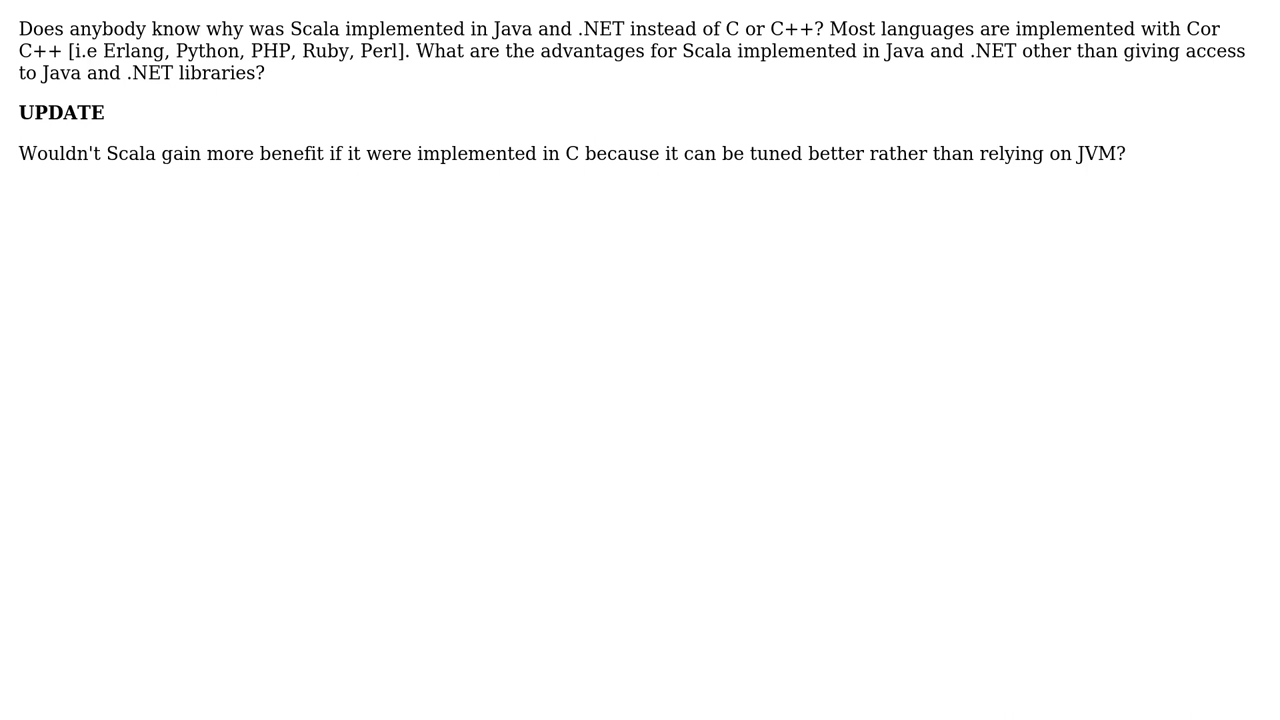 Does anybody know why was Scala implemented in Java and .NET instead of C or C++? Most languages are implemented with Cor
C++ [i.e Erlang, Python, PHP, Ruby, Perl]. What are the advantages for Scala implemented in Java and .NET other than giving access
to Java and .NET libraries?
UPDATE
Wouldn't Scala gain more benefit if it were implemented in C because it can be tuned better rather than relying on JVM?